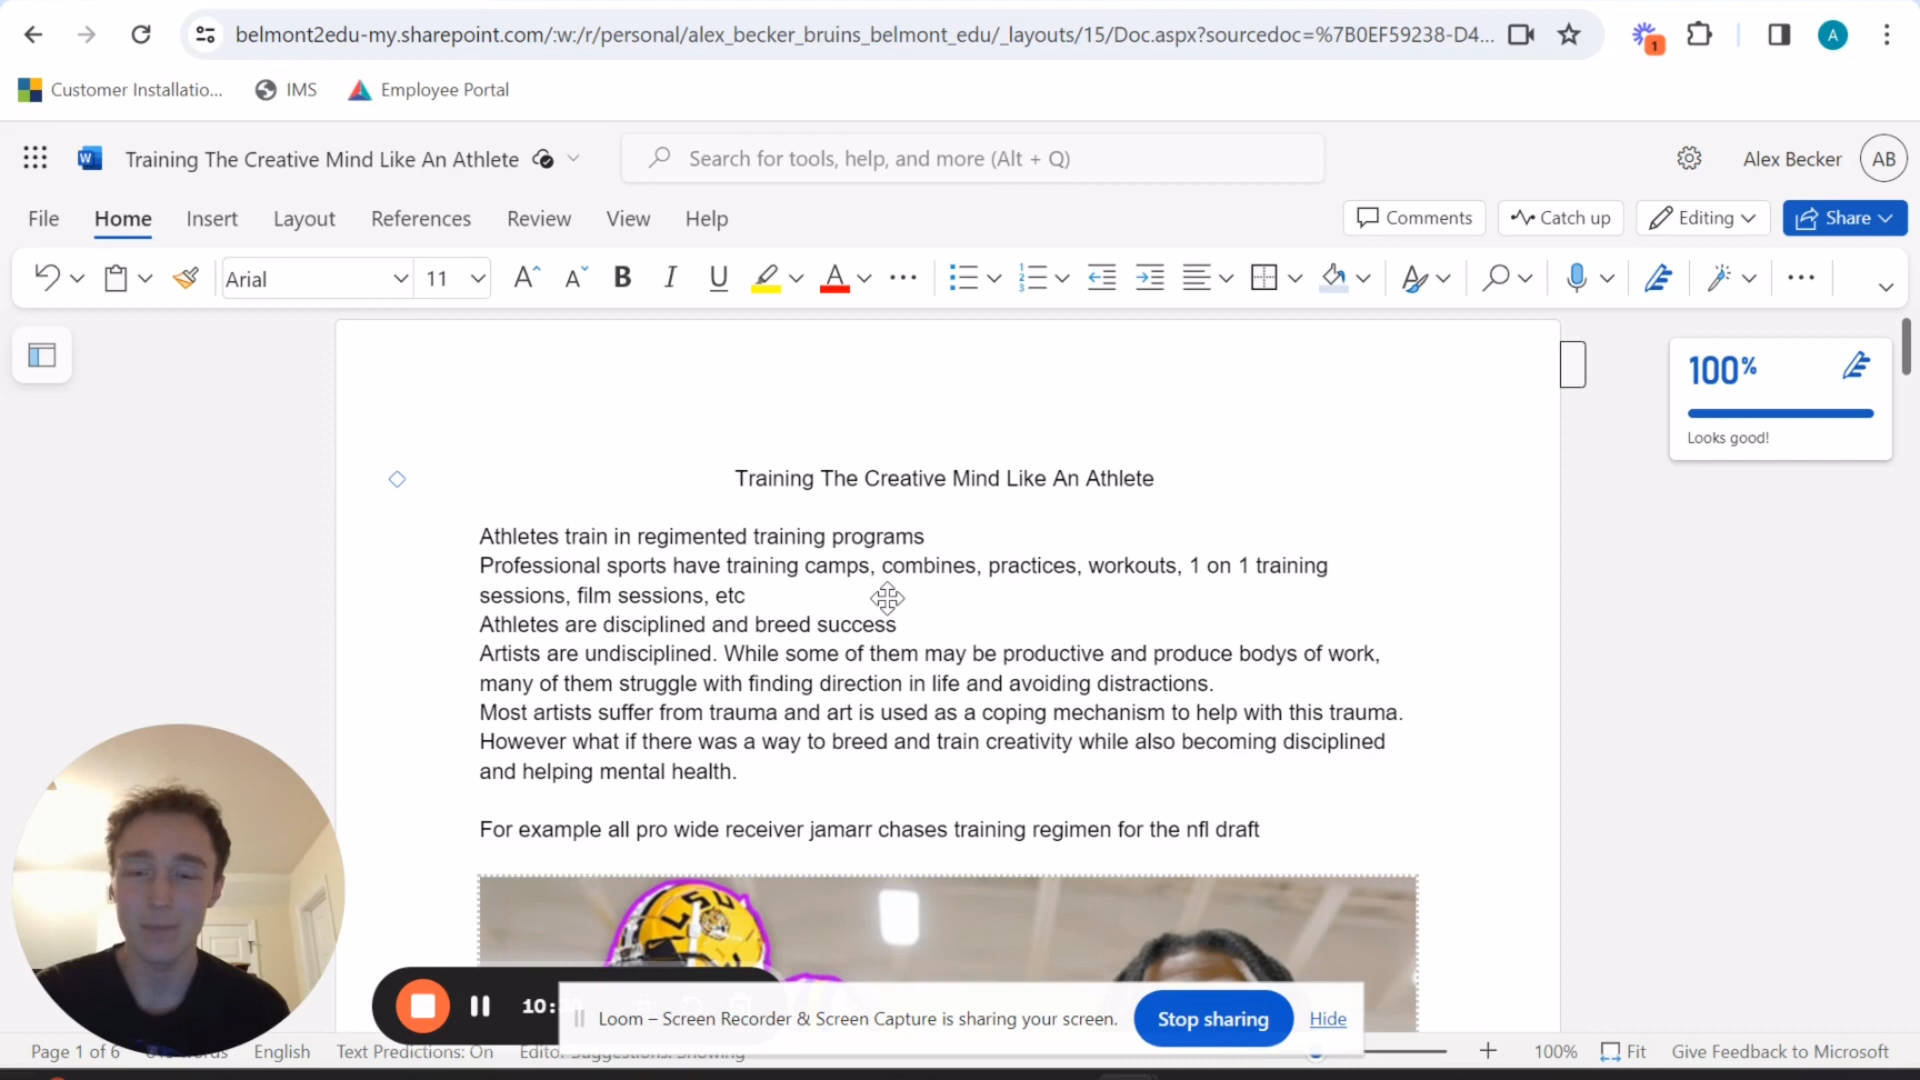 belmont2edu-my.sharepoint.com/:w:/r/personal/alex_becker_bruins_belmont_edu/_layouts/15/Doc.aspx?sourcedoc=%7B0EF59238-D4...
1
A
Customer Installatio...
IMS
Employee Portal
W
Training The Creative Mind Like An Athlete
Search for tools, help, and more (Alt + Q)
Alex Becker
AB
File
Home
Insert
Layout
References
Review
View
Help
Comments
Catch up
Editing
Share
Arial
11
100%
Looks good!
Training The Creative Mind Like An Athlete
Athletes train in regimented training programs
Professional sports have training camps, combines, practices, workouts, 1 on 1 training
sessions, film sessions, etc
Athletes are disciplined and breed success
Artists are undisciplined. While some of them may be productive and produce bodys of work,
many of them struggle with finding direction in life and avoiding distractions.
Most artists suffer from trauma and art is used as a coping mechanism to help with this trauma.
However what if there was a way to breed and train creativity while also becoming disciplined
and helping mental health.
For example all pro wide receiver jamarr chases training regimen for the nfl draft
LSU
10:
Loom – Screen Recorder & Screen Capture is sharing your screen.
Stop sharing
Hide
Page 1 of 6
English
Text Predictions: On
Editor Suggestions: Showing
100%
Fit
Give Feedback to Microsoft